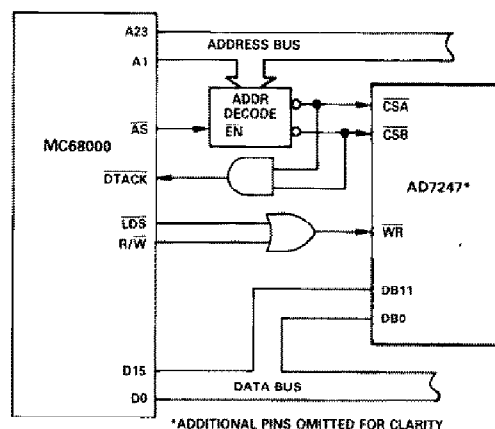 A23
ADDRESS BUS
A1
ADDR
DECODE
CSA
MC68000
AS
EN
CSB
DTACK
AD7247*
LDS
R/W
WR
DB11
DB0
D15
DATA BUS
D0
*ADDITIONAL PINS OMITTED FOR CLARITY